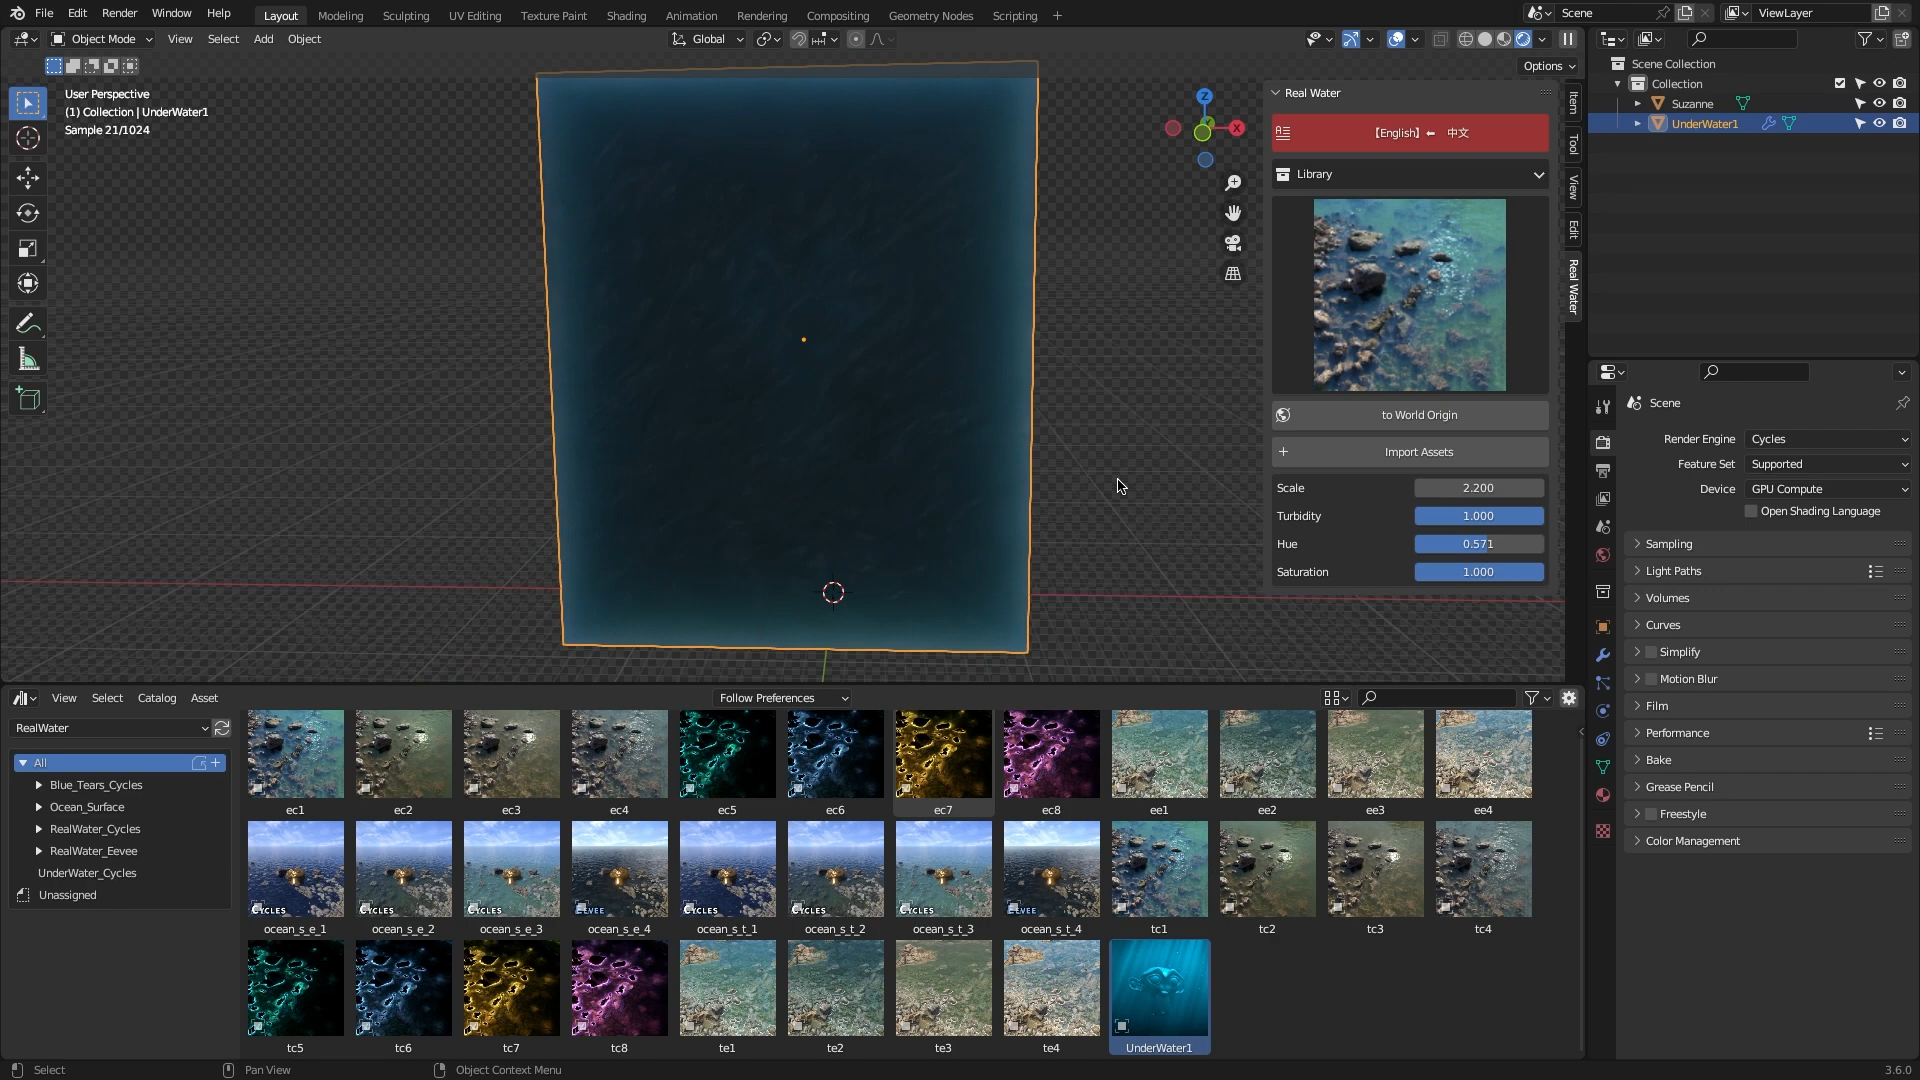 File Edit Render Window Help
Layout Modeling Sculpting UV Editing Texture Paint Shading Animation Rendering Compositing Geometry Nodes Scripting +
Scene ViewLayer
Object Mode View Select Add Object
Global
Options
User Perspective
(1) Collection | UnderWater1
Sample 21/1024
Z
X
Real Water
【English】⬅ 中文
Library
to World Origin
+ Import Assets
Scale 2.200
Turbidity 1.000
Hue 0.571
Saturation 1.000
Item
Tool
View
Edit
Real Water
Scene Collection
Collection
Suzanne
UnderWater1
Scene
Render Engine Cycles
Feature Set Supported
Device GPU Compute
Open Shading Language
Sampling
Light Paths
Volumes
Curves
Simplify
Motion Blur
Film
Performance
Bake
Grease Pencil
Freestyle
Color Management
View Select Catalog Asset
Follow Preferences
RealWater
All
Blue_Tears_Cycles
Ocean_Surface
RealWater_Cycles
RealWater_Eevee
UnderWater_Cycles
Unassigned
ec1 ec2 ec3 ec4 ec5 ec6 ec7 ec8 ee1 ee2 ee3 ee4
CYCLES CYCLES CYCLES EEVEE CYCLES CYCLES CYCLES EEVEE
ocean_s_e_1 ocean_s_e_2 ocean_s_e_3 ocean_s_e_4 ocean_s_t_1 ocean_s_t_2 ocean_s_t_3 ocean_s_t_4 tc1 tc2 tc3 tc4
tc5 tc6 tc7 tc8 te1 te2 te3 te4 UnderWater1
Select Pan View Object Context Menu
3.6.0